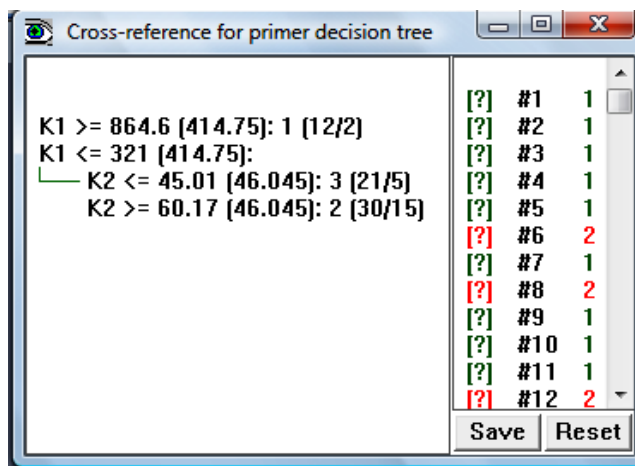 Cross-reference for primer decision tree
K1 >= 864.6 (414.75): 1 (12/2)
K1 <= 321 (414.75):
K2 <= 45.01 (46.045): 3 (21/5)
K2 >= 60.17 (46.045): 2 (30/15)
[?] #1 1
[?] #2 1
[?] #3 1
[?] #4 1
[?] #5 1
[?] #6 2
[?] #7 1
[?] #8 2
[?] #9 1
[?] #10 1
[?] #11 1
[?] #12 2
Save Reset